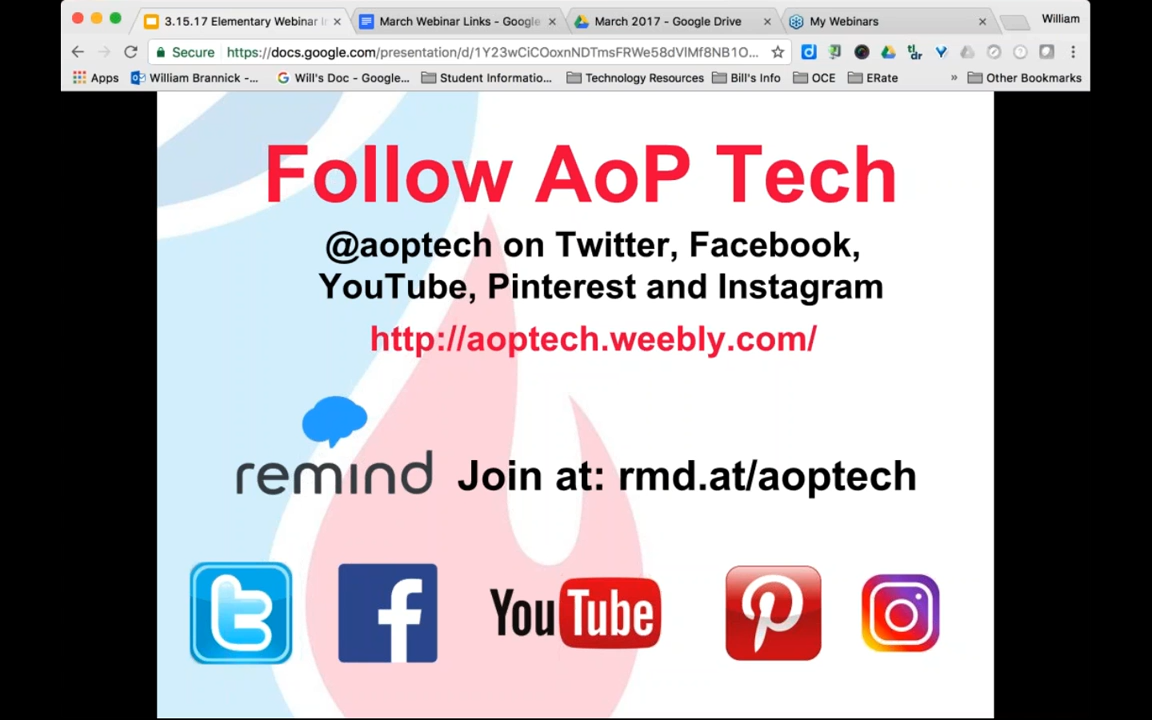 3.15.17 Elementary Webinar
March Webinar Links - Google
March 2017 - Google Drive
My Webinars
William
Secure
https://docs.google.com/presentation/d/1Y23wCiCOoxnNDTmsFRWe58dVlMf8NB1O...
Apps
William Brannick -...
Will's Doc - Google...
Student Informatio...
Technology Resources
Bill's Info
OCE
ERate
»
Other Bookmarks
Follow AoP Tech
@aoptech on Twitter, Facebook,
YouTube, Pinterest and Instagram
http://aoptech.weebly.com/
remind Join at: rmd.at/aoptech
YouTube